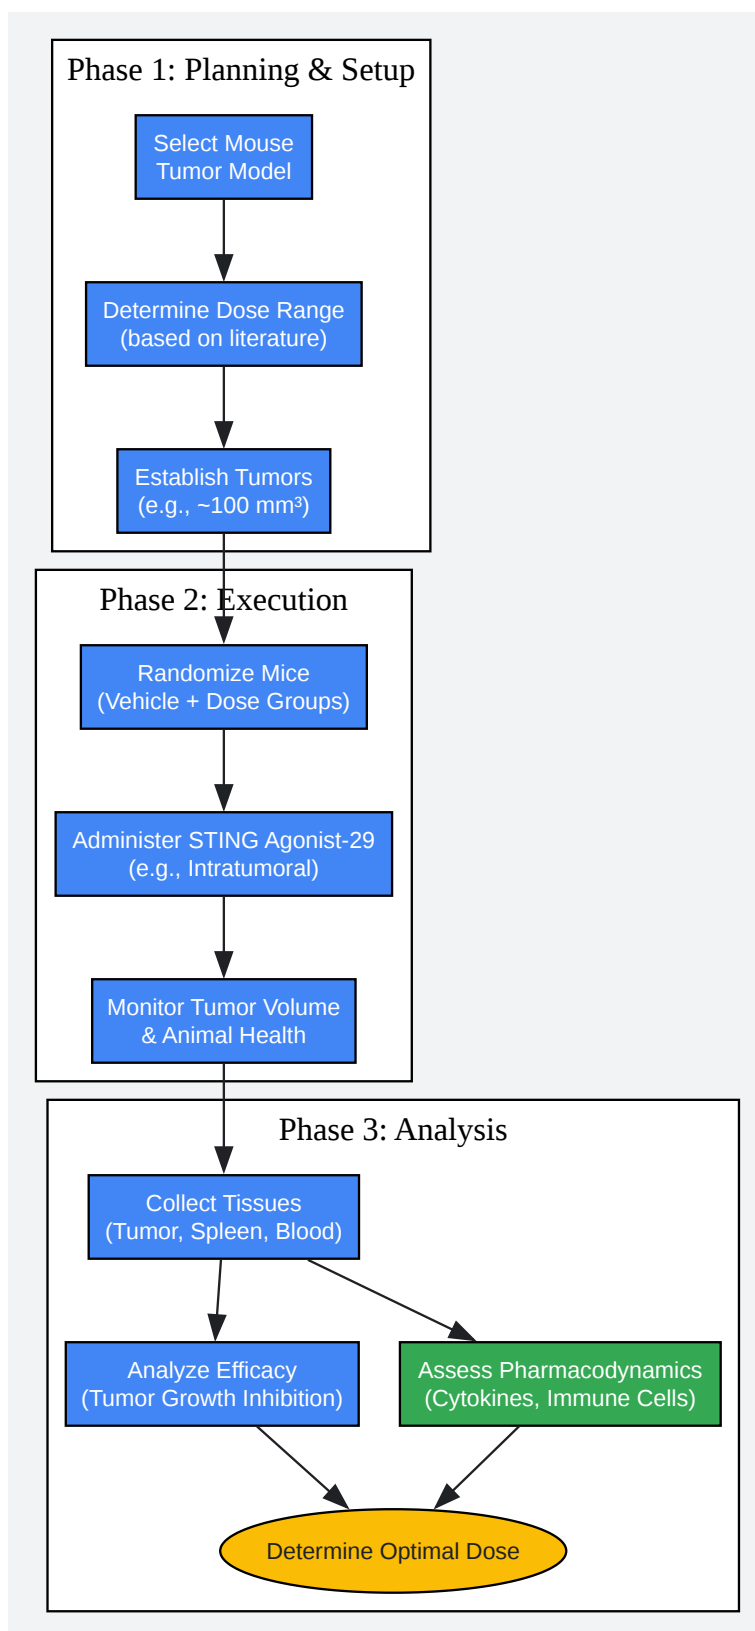 Phase 1: Planning & Setup
Select Mouse
Tumor Model
Determine Dose Range
(based on literature)
Establish Tumors
(e.g., ~100 mm³)
Phase 2: Execution
Randomize Mice
(Vehicle + Dose Groups)
Administer STING Agonist-29
(e.g., Intratumoral)
Monitor Tumor Volume
& Animal Health
Phase 3: Analysis
Collect Tissues
(Tumor, Spleen, Blood)
Analyze Efficacy
(Tumor Growth Inhibition)
Assess Pharmacodynamics
(Cytokines, Immune Cells)
Determine Optimal Dose